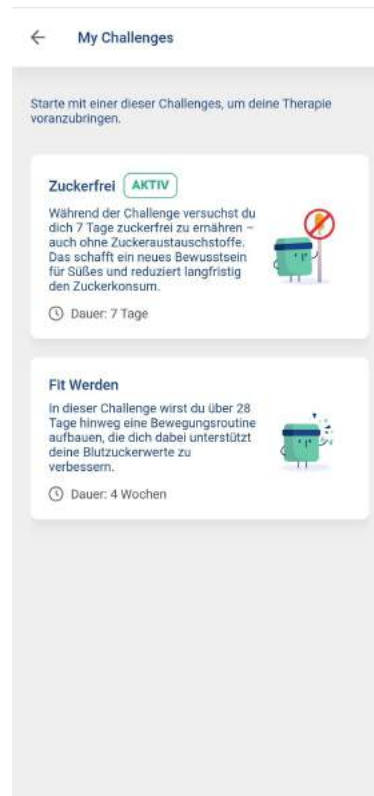 My Challenges
Starte mit einer dieser Challenges, um deine Therapie
voranzubringen.
Zuckerfrei AKTIV
Während der Challenge versuchst du
dich 7 Tage zuckerfrei zu ernähren –
auch ohne Zuckeraustauschstoffe.
Das schafft ein neues Bewusstsein
für Süßes und reduziert langfristig
den Zuckerkonsum.
Dauer: 7 Tage
Fit Werden
In dieser Challenge wirst du über 28
Tage hinweg eine Bewegungsroutine
aufbauen, die dich dabei unterstützt
deine Blutzuckerwerte zu
verbessern.
Dauer: 4 Wochen